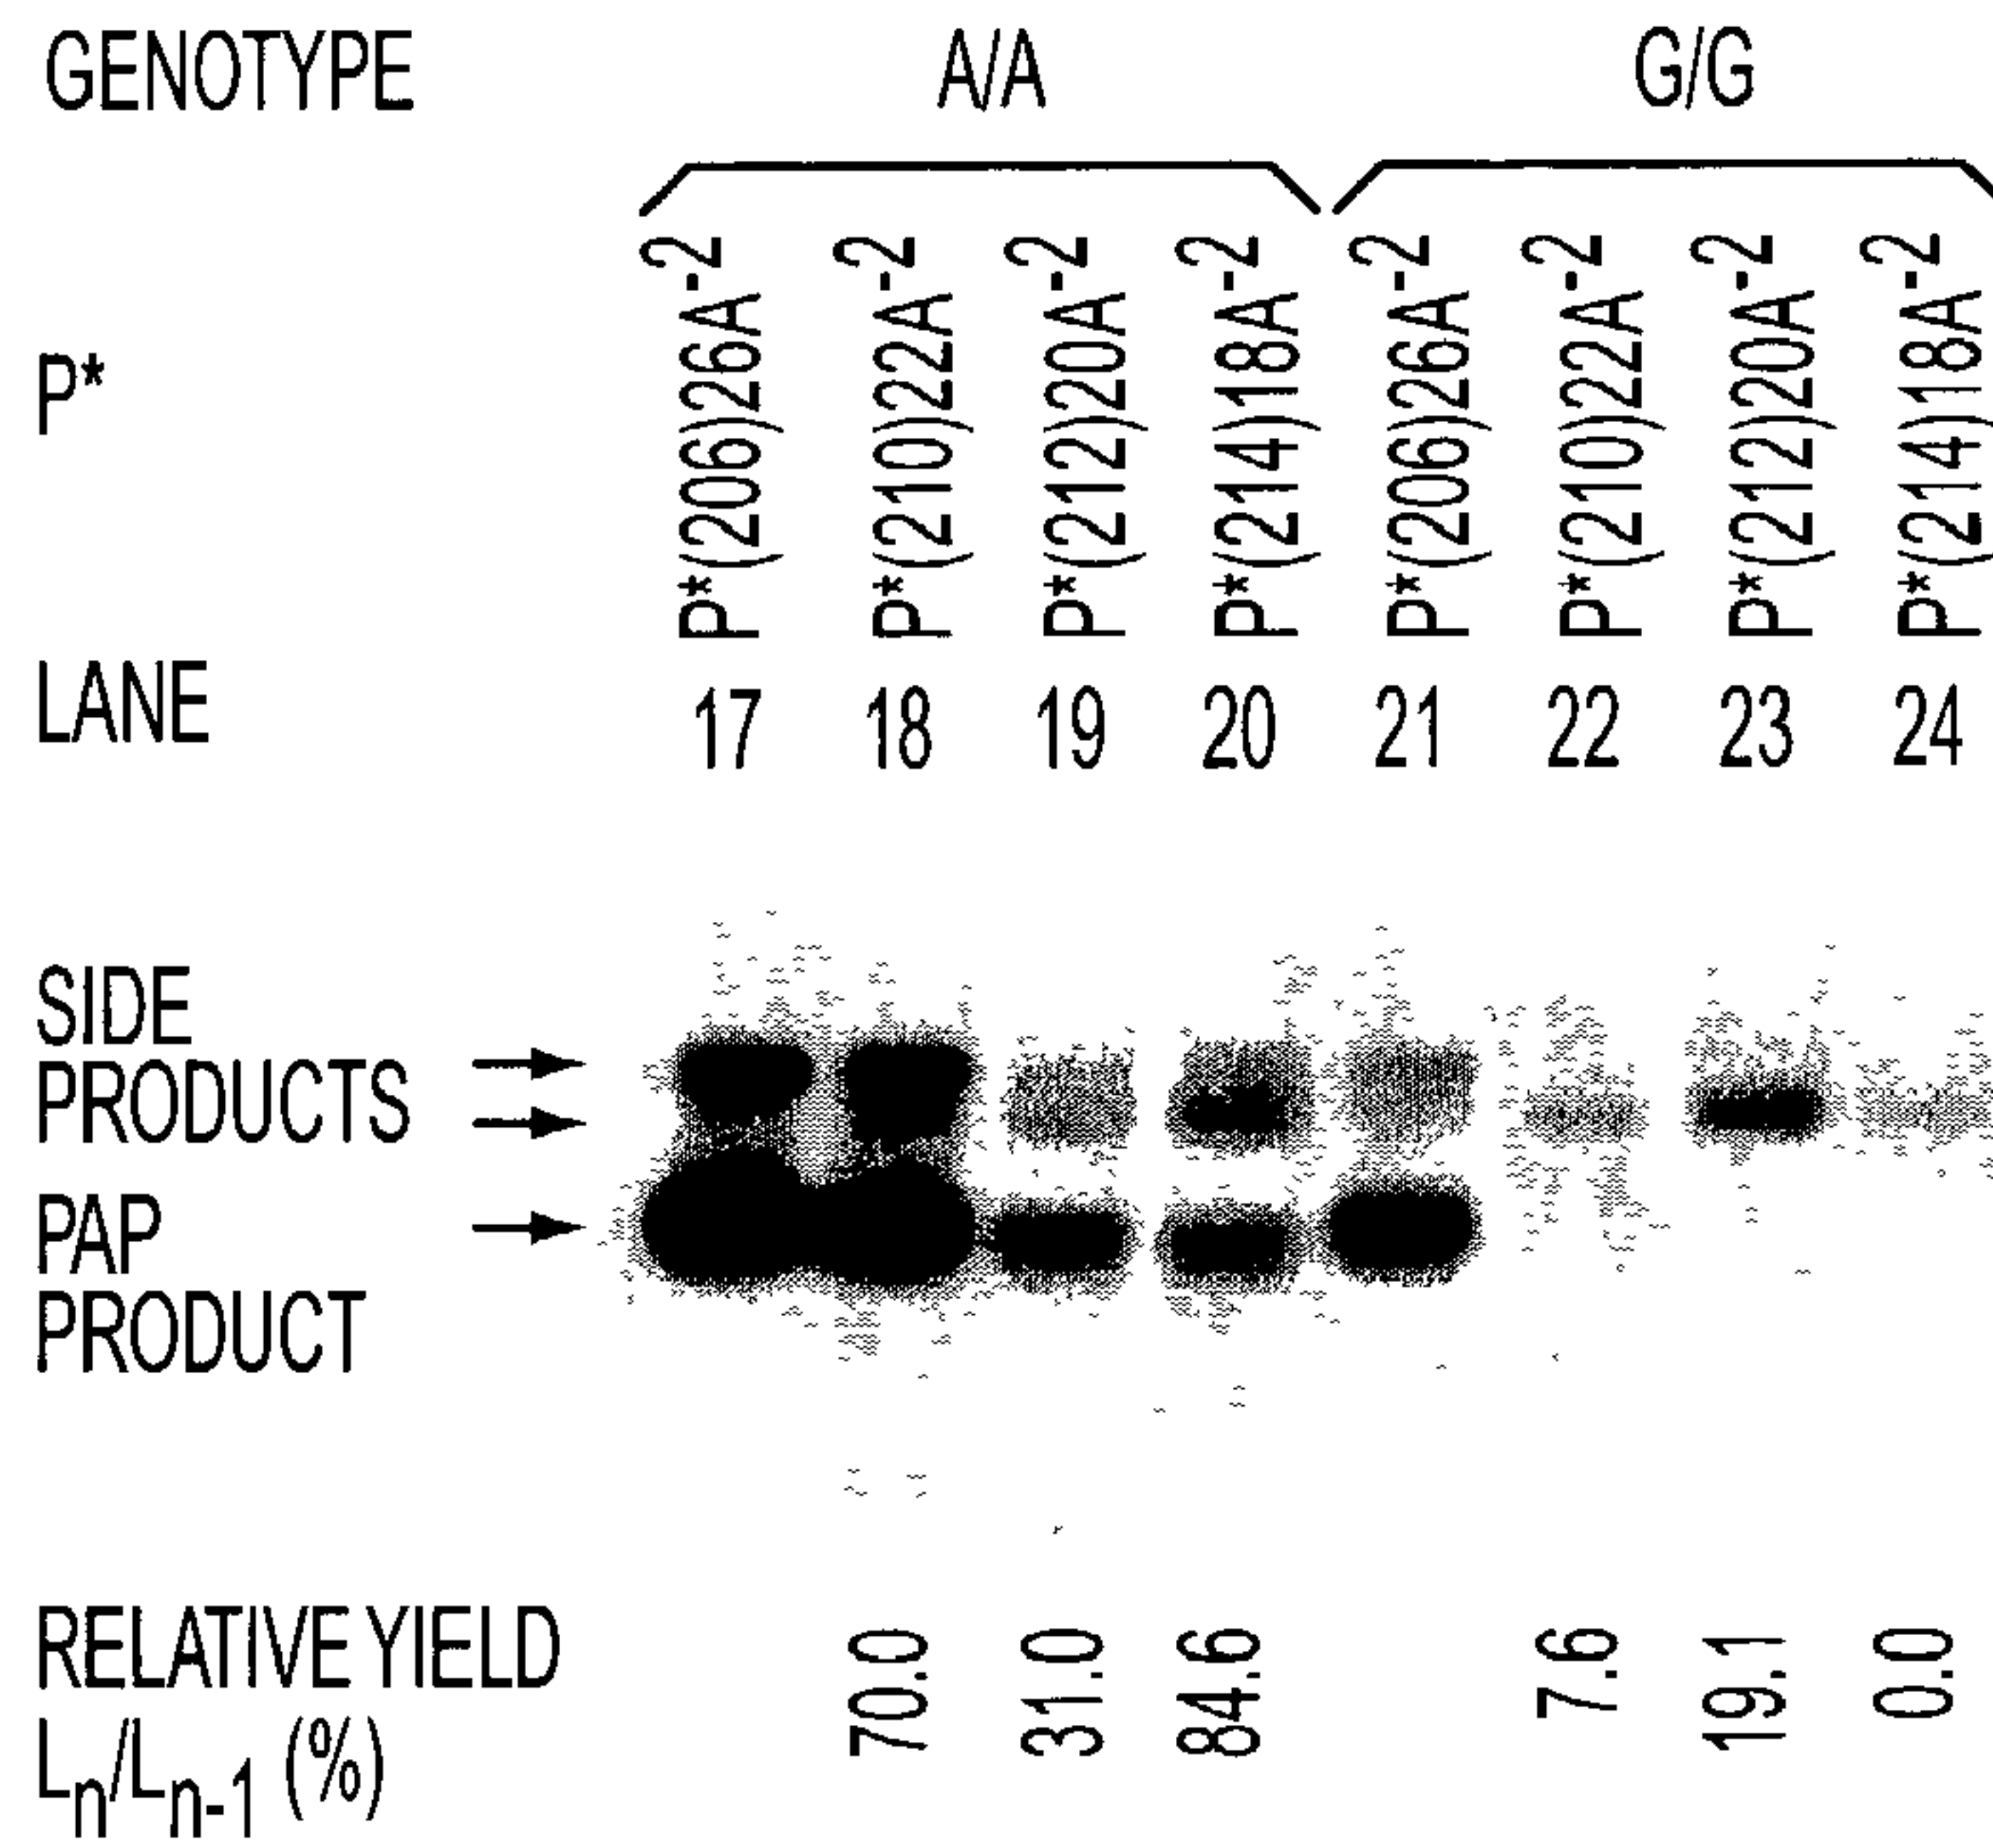 GENOTYPE A/A G/G
P* P*(206)26A-2 P*(210)22A-2 P*(212)20A-2 P*(214)18A-2 P*(206)26A-2 P*(210)22A-2 P*(212)20A-2 P*(214)18A-2
LANE 17 18 19 20 21 22 23 24
SIDE
PRODUCTS
PAP
PRODUCT
RELATIVE YIELD 70.0 31.0 84.6 7.6 19.1 0.0
Ln/Ln-1 (%)